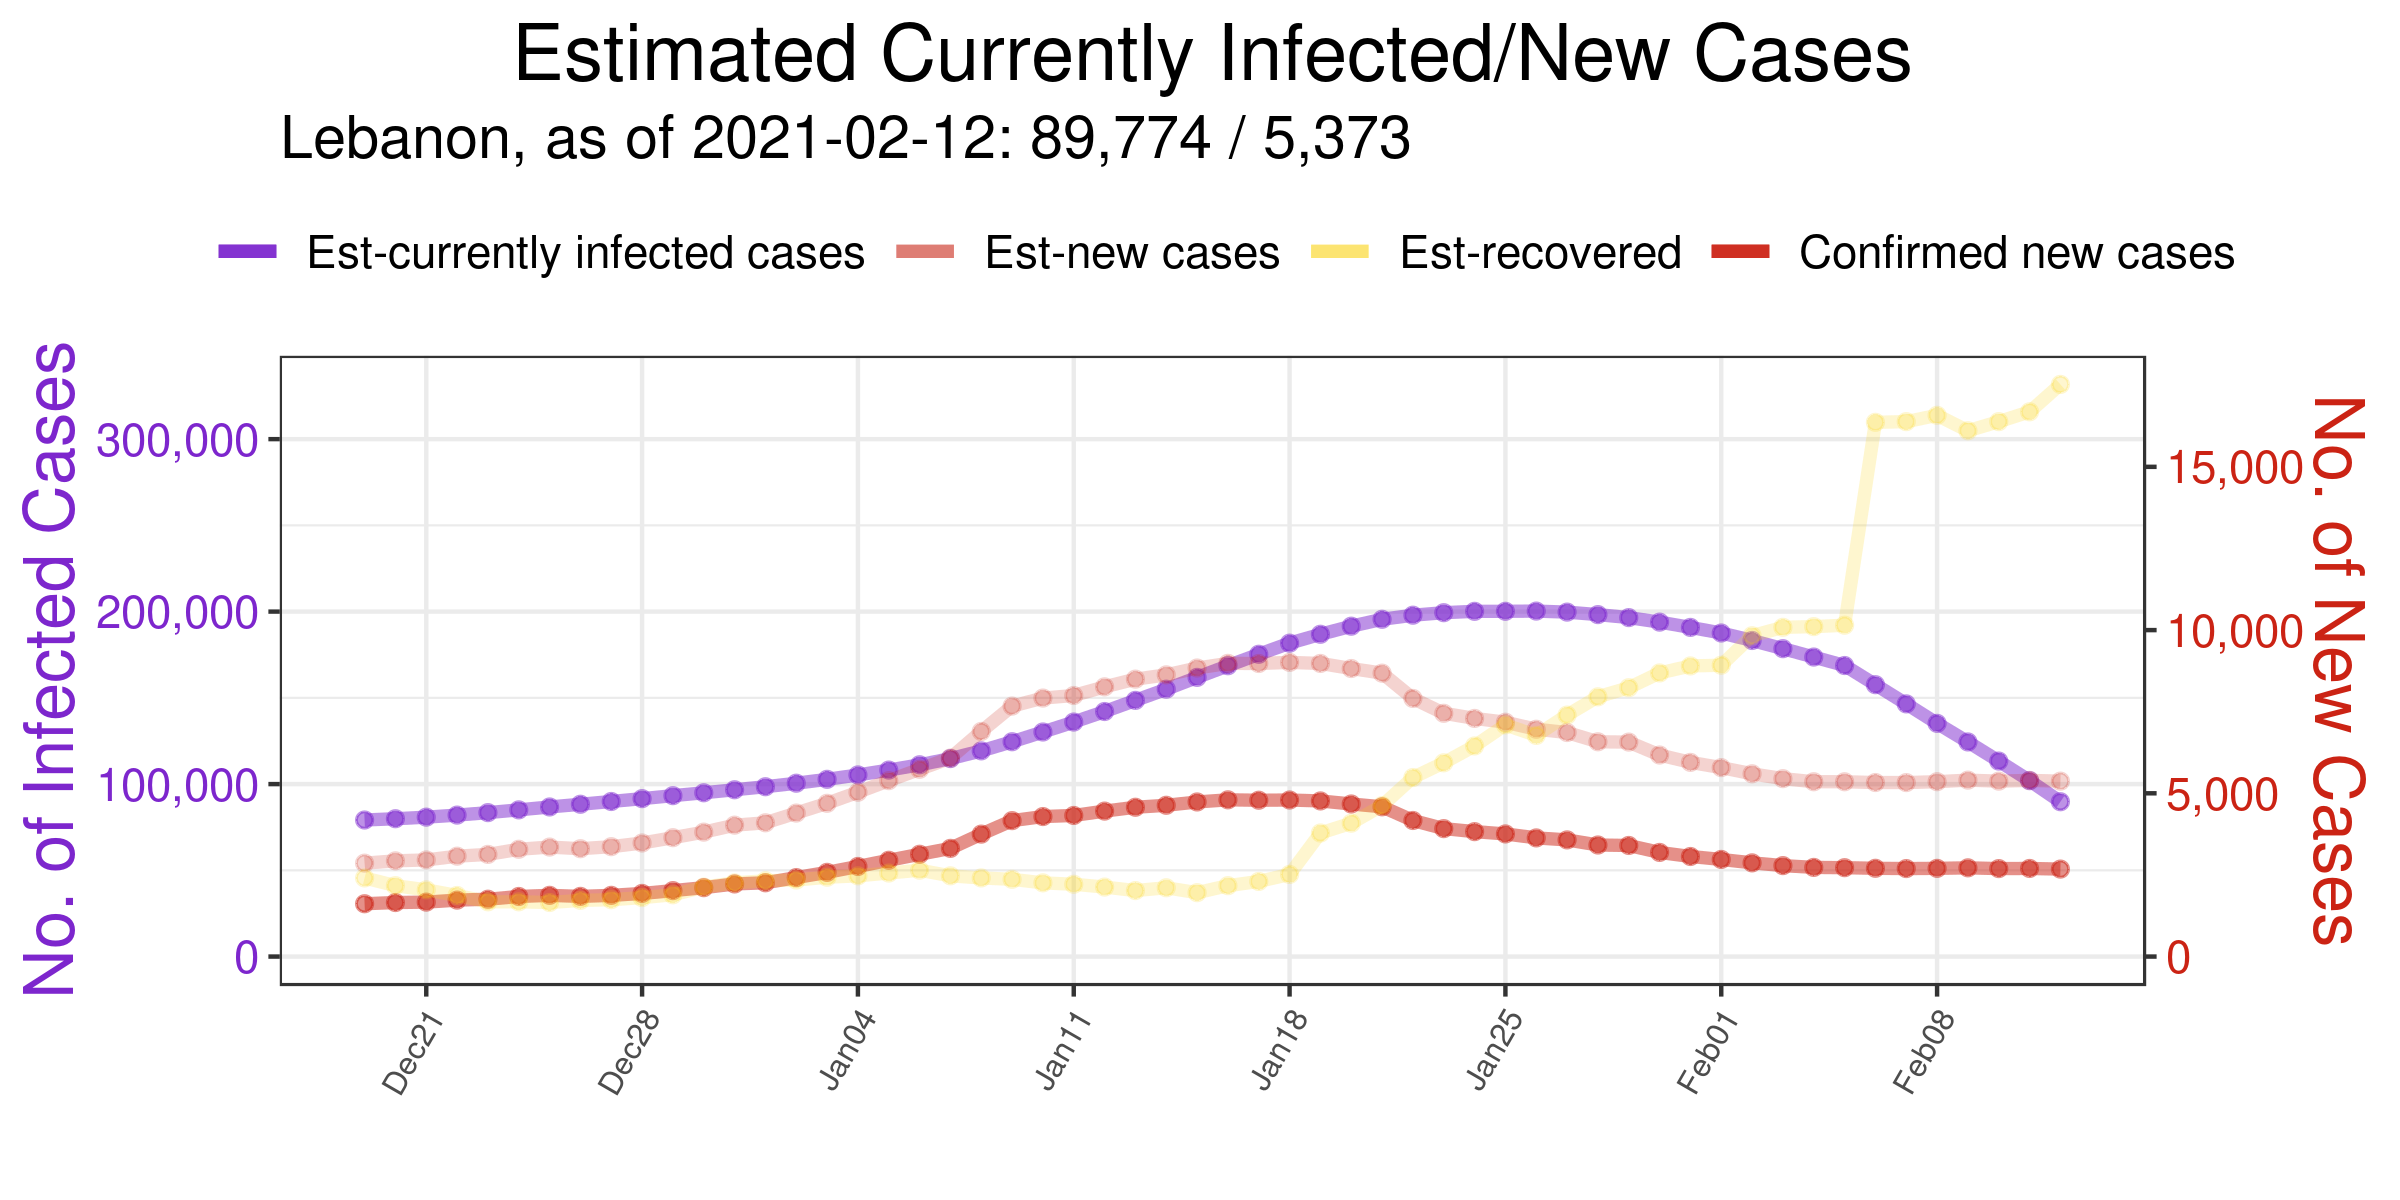 Estimated Currently Infected/New Cases
Lebanon, as of 2021-02-12: 89,774 / 5,373
Est-currently infected cases Est-new cases Est-recovered Confirmed new cases
No. of Infected Cases
300,000
200,000
100,000
0
15,000
10,000
5,000
0
No. of New Cases
Dec21 Dec28 Jan04 Jan11 Jan18 Jan25 Feb01 Feb08